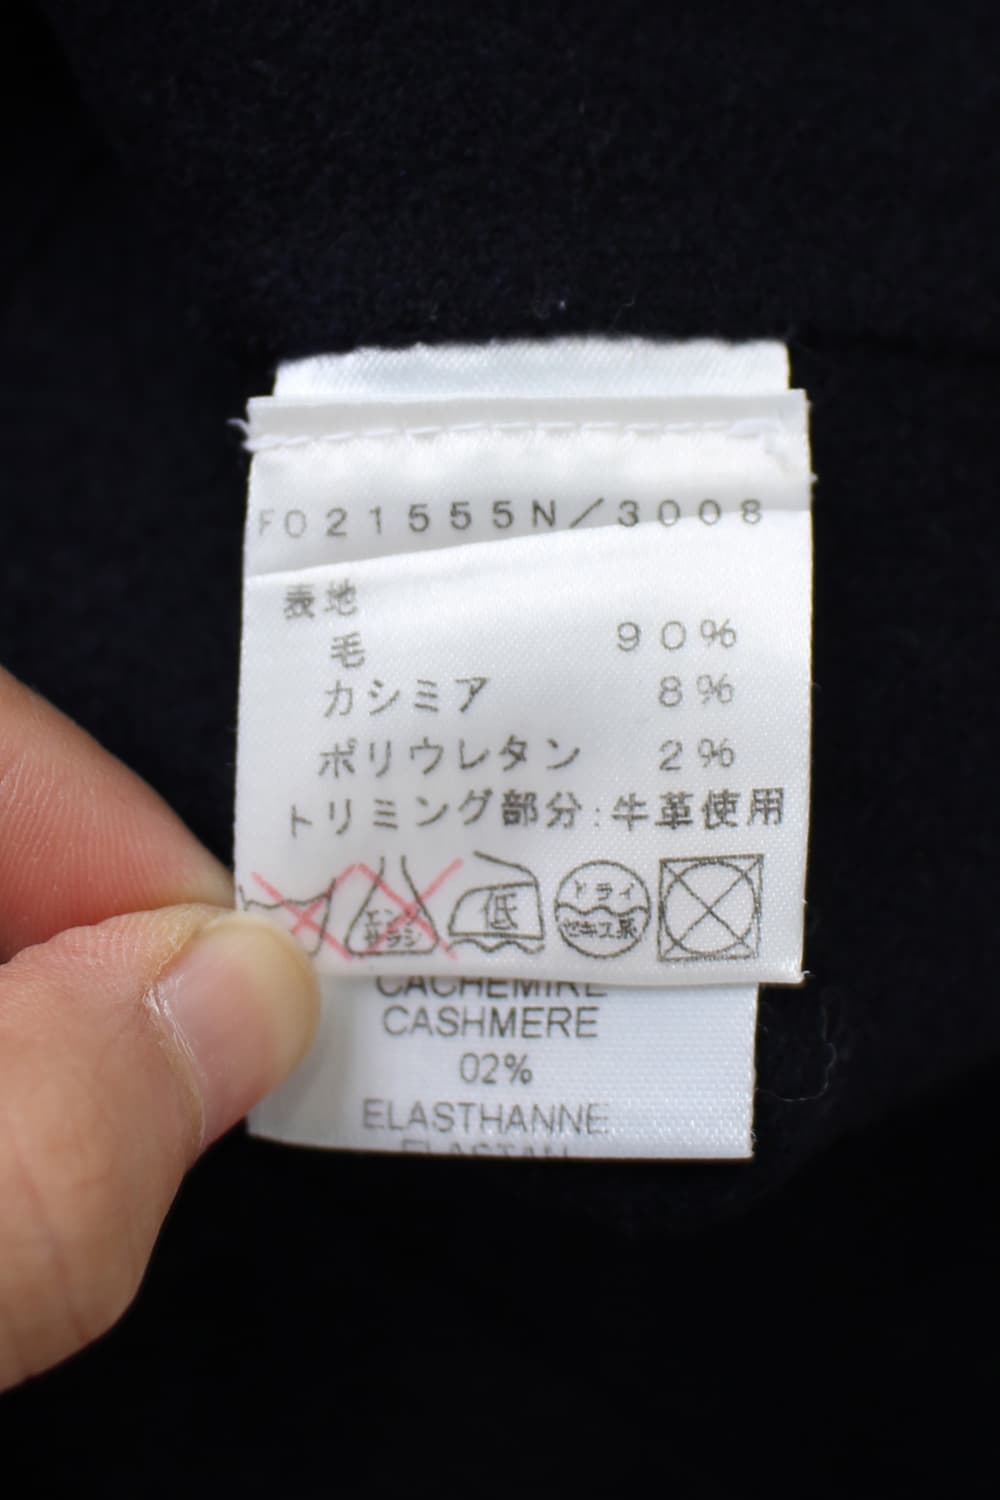 F021555N/3008
表地
毛 90%
カシミア 8%
ポリウレタン 2%
トリミング部分:牛革使用
エンソ サラシ 低 ドライ セキユ系
CACHEMIRE
CASHMERE
02%
ELASTHANNE
ELASTAN